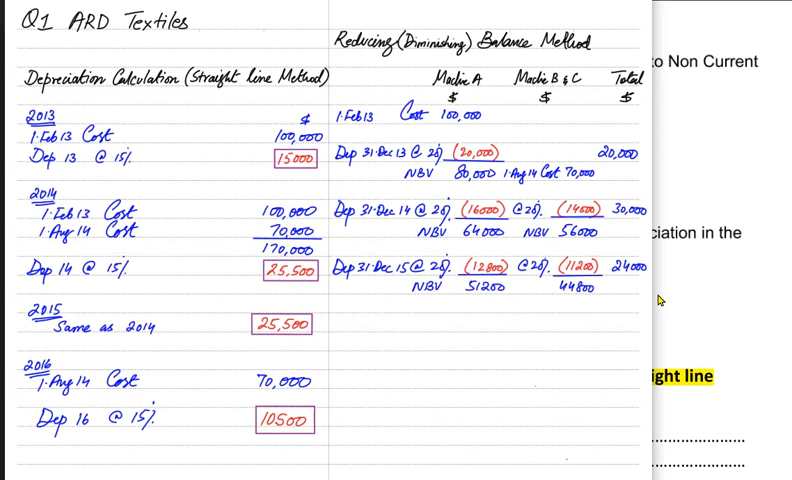 Q1 ARD Textiles
Depreciation Calculation (Straight line Method)
2013 $
1·Feb 13 Cost 100,000
Dep 13 @ 15% 15000
2014
1·Feb 13 Cost 100,000
1 Aug 14 Cost 70,000
170,000
Dep 14 @ 15% 25,500
2015
Same as 2014 25,500
2016
1·Aug 14 Cost 70,000
Dep 16 @ 15% 10500
Reducing (Diminishing) Balance Method
Machine A Machine B & C Total
$ $ $
1 Feb 13 Cost 100,000
Dep 31·Dec 13 @ 20% (20,000) 20,000
NBV 80,000 1·Aug 14 Cost 70,000
Dep 31·Dec 14 @ 20% (16000) @ 20% (14000) 30,000
NBV 64000 NBV 56000
Dep 31·Dec 15 @ 20% (12800) @ 20% (11200) 24000
NBV 51200 44800
to Non Current
ciation in the
ight line
......................
......................